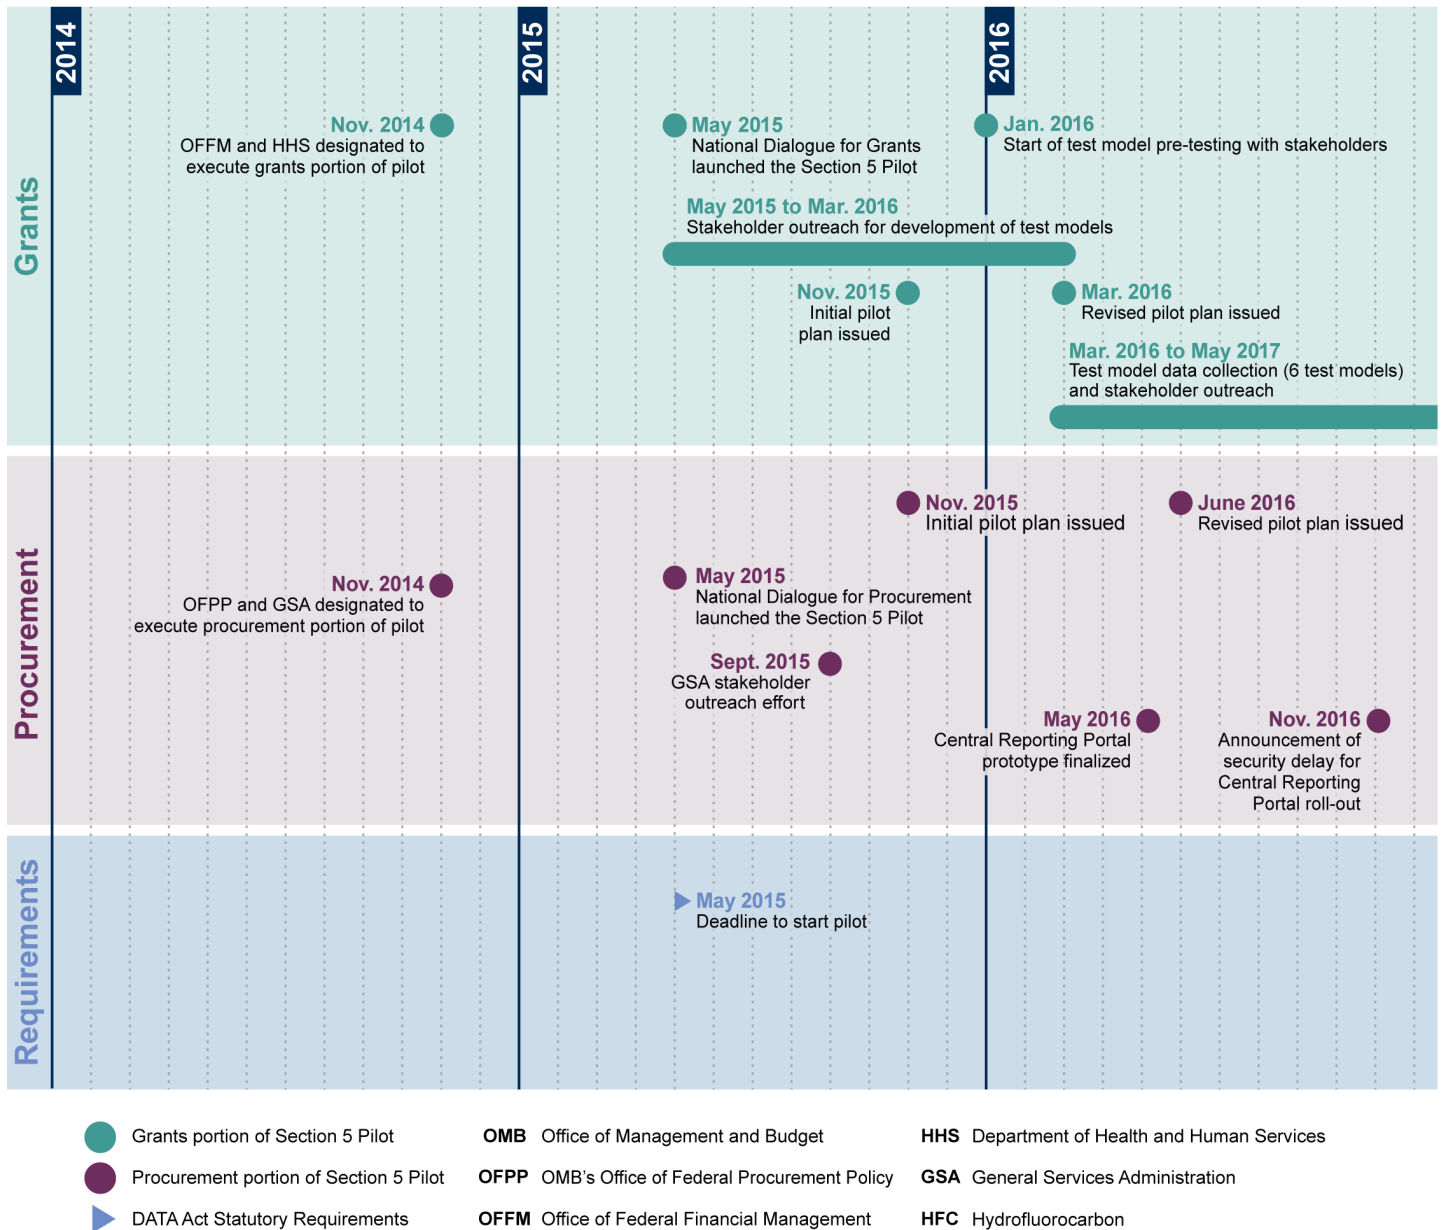 2014
2015
2016
Grants
Nov. 2014
OFFM and HHS designated to
execute grants portion of pilot
May 2015
National Dialogue for Grants
launched the Section 5 Pilot
Jan. 2016
Start of test model pre-testing with stakeholders
May 2015 to Mar. 2016
Stakeholder outreach for development of test models
Nov. 2015
Initial pilot
plan issued
Mar. 2016
Revised pilot plan issued
Mar. 2016 to May 2017
Test model data collection (6 test models)
and stakeholder outreach
Procurement
Nov. 2015
Initial pilot plan issued
June 2016
Revised pilot plan issued
Nov. 2014
OFPP and GSA designated to
execute procurement portion of pilot
May 2015
National Dialogue for Procurement
launched the Section 5 Pilot
Sept. 2015
GSA stakeholder
outreach effort
May 2016
Central Reporting Portal
prototype finalized
Nov. 2016
Announcement of
security delay for
Central Reporting
Portal roll-out
Requirements
May 2015
Deadline to start pilot
Grants portion of Section 5 Pilot
Procurement portion of Section 5 Pilot
DATA Act Statutory Requirements
OMB Office of Management and Budget
OFPP OMB's Office of Federal Procurement Policy
OFFM Office of Federal Financial Management
HHS Department of Health and Human Services
GSA General Services Administration
HFC Hydrofluorocarbon